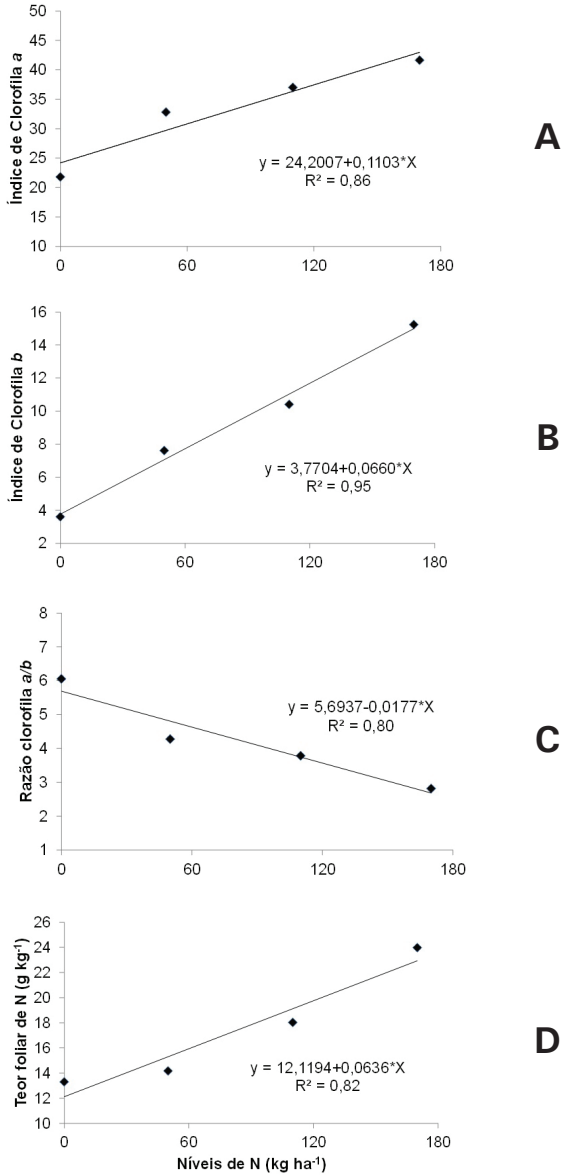 50
45
40
35
30
25
20
15
10
Índice de Clorofila a
y = 24,2007+0,1103*X
R² = 0,86
0 60 120 180
A
16
14
12
10
8
6
4
2
Índice de Clorofila b
y = 3,7704+0,0660*X
R² = 0,95
0 60 120 180
B
8
7
6
5
4
3
2
1
Razão clorofila a/b
y = 5,6937-0,0177*X
R² = 0,80
0 60 120 180
C
26
24
22
20
18
16
14
12
10
Teor foliar de N (g kg⁻¹)
y = 12,1194+0,0636*X
R² = 0,82
0 60 120 180
Níveis de N (kg ha⁻¹)
D